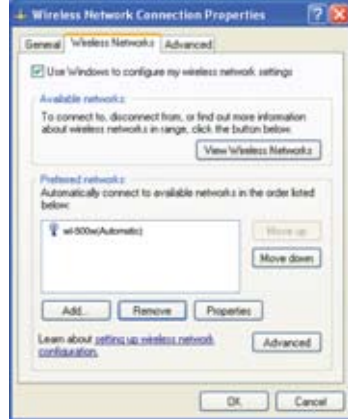 Wireless Network Connection Properties
General Wireless Networks Advanced
Use Windows to configure my wireless network settings
Available networks:
To connect to, disconnect from, or find out more information
about wireless networks in range, click the button below.
View Wireless Networks
Preferred networks:
Automatically connect to available networks in the order listed
below:
wl-500w(Automatic)
Move up
Move down
Add...
Remove
Properties
Learn about setting up wireless network
configuration.
Advanced
OK
Cancel